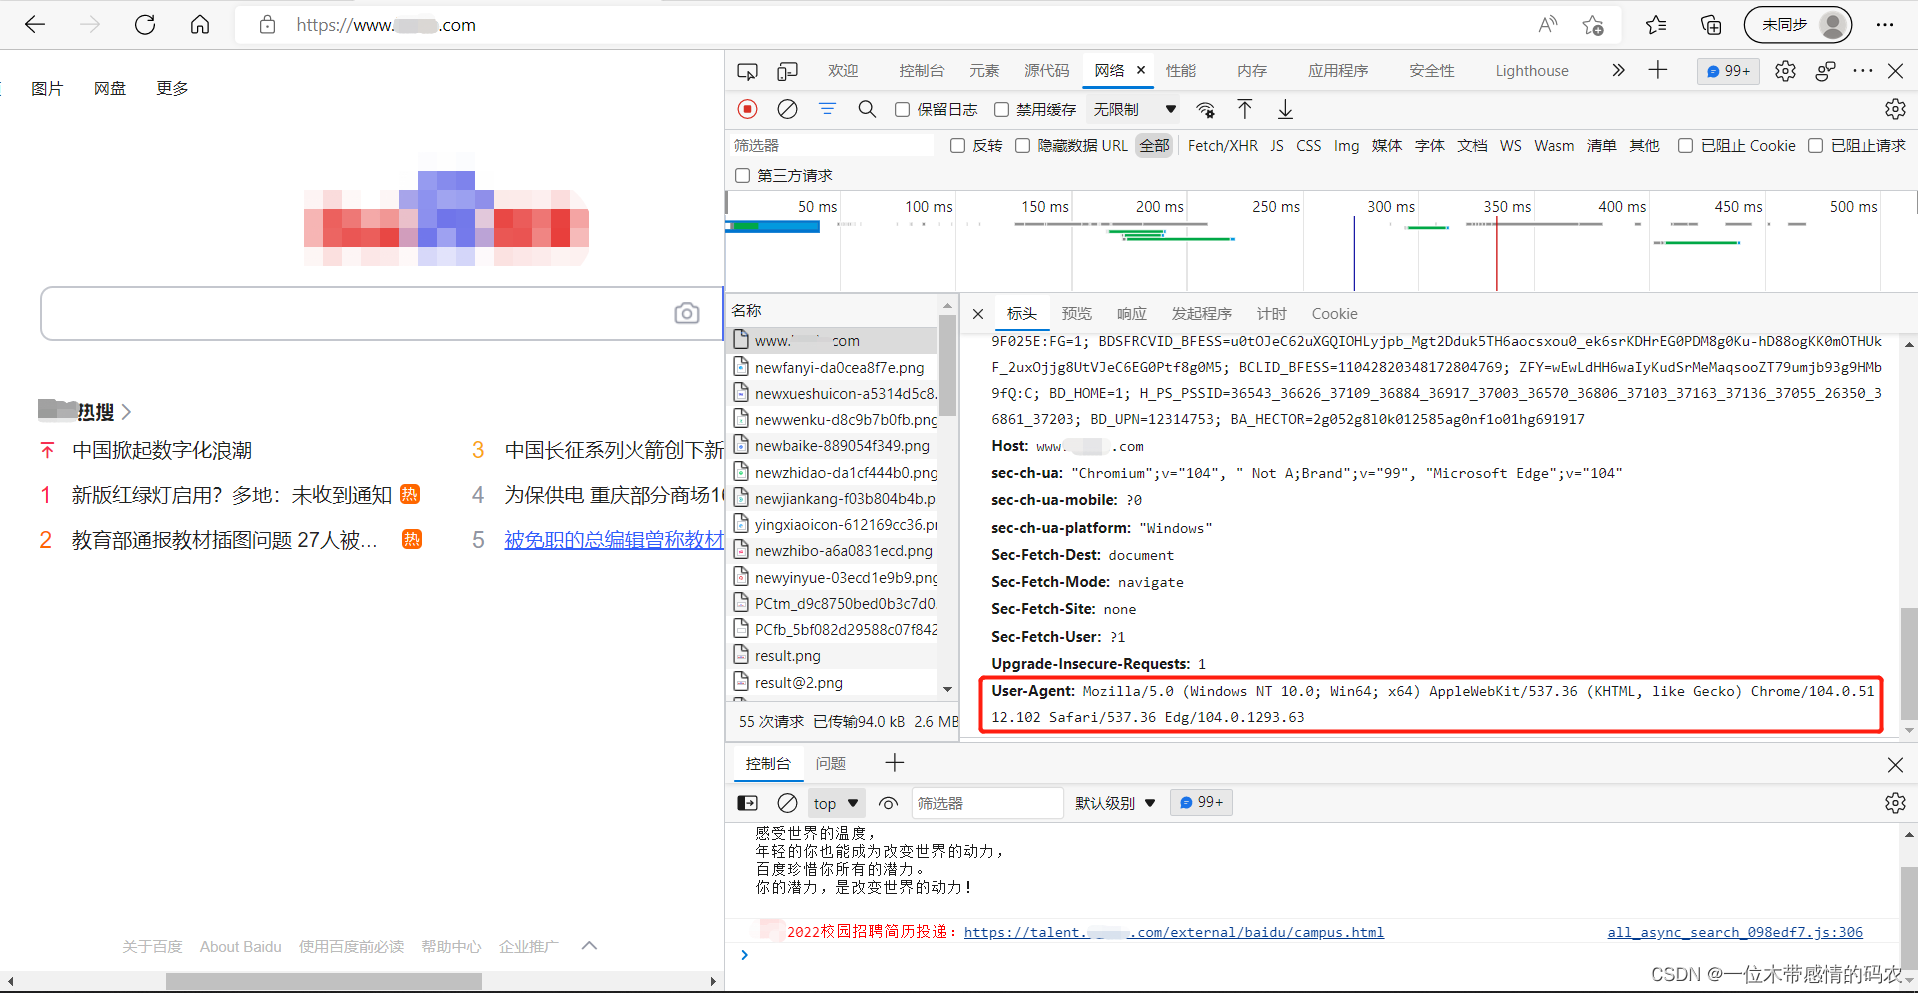 https://www. .com
未同步
图片 网盘 更多
热搜
中国掀起数字化浪潮
1 新版红绿灯启用？多地：未收到通知 热
2 教育部通报教材插图问题 27人被... 热
3 中国长征系列火箭创下新
4 为保供电 重庆部分商场1
5 被免职的总编辑曾称教材
关于百度 About Baidu 使用百度前必读 帮助中心 企业推广
欢迎 控制台 元素 源代码 网络 性能 内存 应用程序 安全性 Lighthouse 99+
保留日志 禁用缓存 无限制
筛选器 反转 隐藏数据 URL 全部 Fetch/XHR JS CSS Img 媒体 字体 文档 WS Wasm 清单 其他 已阻止 Cookie 已阻止请求
第三方请求
50 ms 100 ms 150 ms 200 ms 250 ms 300 ms 350 ms 400 ms 450 ms 500 ms
名称
www. com
newfanyi-da0cea8f7e.png
newxueshuicon-a5314d5c8.
newwenku-d8c9b7b0fb.png
newbaike-889054f349.png
newzhidao-da1cf444b0.png
newjiankang-f03b804b4b.p
yingxiaoicon-612169cc36.pr
newzhibo-a6a0831ecd.png
newyinyue-03ecd1e9b9.png
PCtm_d9c8750bed0b3c7d0
PCfb_5bf082d29588c07f842
result.png
result@2.png
55 次请求 已传输94.0 kB 2.6 MB
标头 预览 响应 发起程序 计时 Cookie
9F025E:FG=1; BDSFRCVID_BFESS=u0tOJeC62uXGQIOHLyjpb_Mgt2Dduk5TH6aocsxou0_ek6srKDHrEG0PDM8g0Ku-hD88ogKK0mOTHUk
F_2uxOjjg8UtVJeC6EG0Ptf8g0M5; BCLID_BFESS=11042820348172804769; ZFY=wEwLdHH6waIyKudSrMeMaqsooZT79umjb93g9HMb
9fQ:C; BD_HOME=1; H_PS_PSSID=36543_36626_37109_36884_36917_37003_36570_36806_37103_37163_37136_37055_26350_3
6861_37203; BD_UPN=12314753; BA_HECTOR=2g052g8l0k012585ag0nf1o01hg691917
Host: www. .com
sec-ch-ua: "Chromium";v="104", " Not A;Brand";v="99", "Microsoft Edge";v="104"
sec-ch-ua-mobile: ?0
sec-ch-ua-platform: "Windows"
Sec-Fetch-Dest: document
Sec-Fetch-Mode: navigate
Sec-Fetch-Site: none
Sec-Fetch-User: ?1
Upgrade-Insecure-Requests: 1
User-Agent: Mozilla/5.0 (Windows NT 10.0; Win64; x64) AppleWebKit/537.36 (KHTML, like Gecko) Chrome/104.0.51
12.102 Safari/537.36 Edg/104.0.1293.63
控制台 问题
top 筛选器 默认级别 99+
感受世界的温度，
年轻的你也能成为改变世界的动力，
百度珍惜你所有的潜力。
你的潜力，是改变世界的动力！
2022校园招聘简历投递：https://talent. .com/external/baidu/campus.html all_async_search_098edf7.js:306
CSDN @一位木带感情的码农